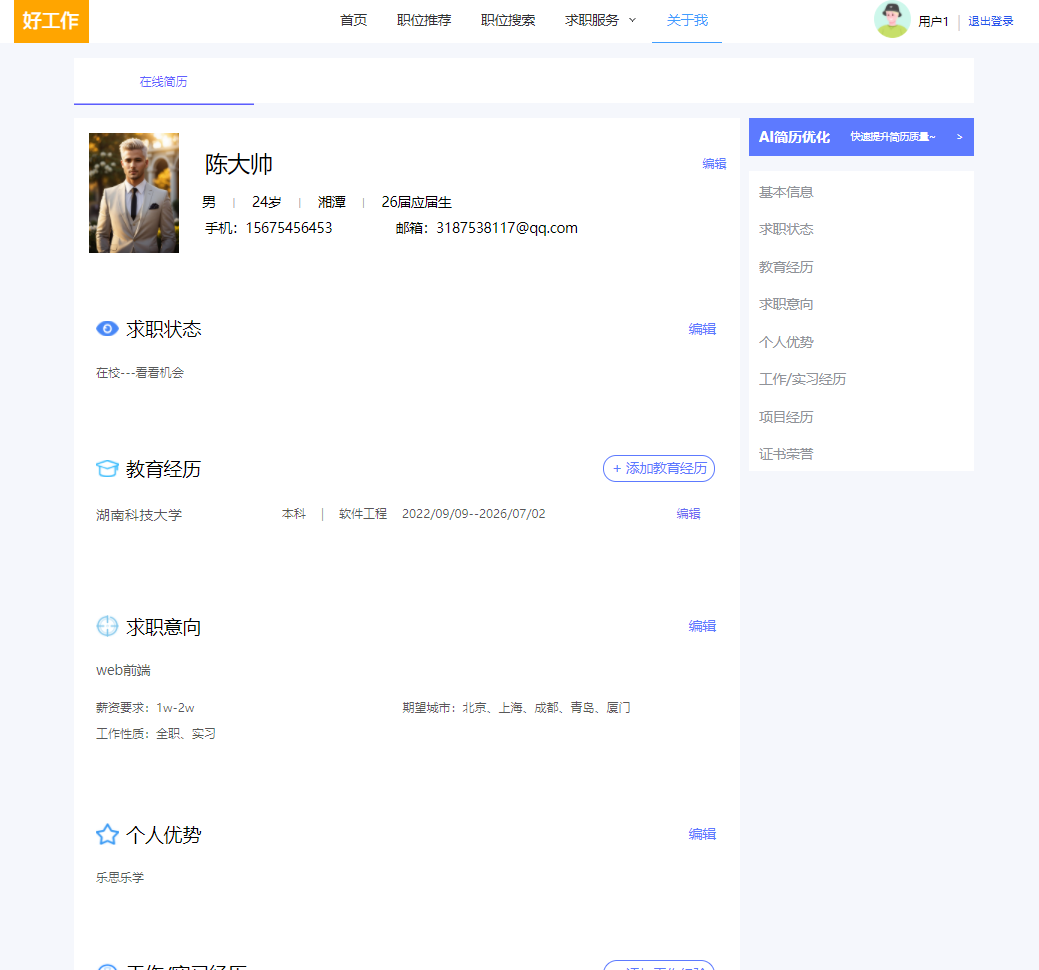 好工作 首页 职位推荐 职位搜索 求职服务 关于我 用户1 | 退出登录
在线简历
AI简历优化 快速提升简历质量~ >
陈大帅 编辑
男 | 24岁 | 湘潭 | 26届应届生
手机：15675456453 邮箱：3187538117@qq.com
基本信息
求职状态
教育经历
求职意向
个人优势
工作/实习经历
项目经历
证书荣誉
求职状态 编辑
在校---看看机会
教育经历 + 添加教育经历
湖南科技大学 本科 | 软件工程 2022/09/09--2026/07/02 编辑
求职意向 编辑
web前端
薪资要求：1w-2w 期望城市：北京、上海、成都、青岛、厦门
工作性质：全职、实习
个人优势 编辑
乐思乐学
工作/实习经历